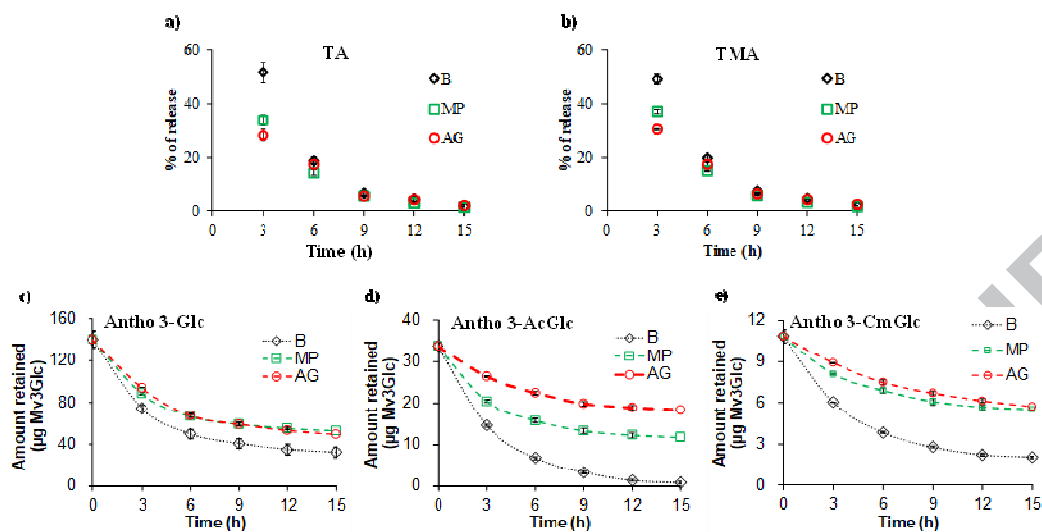 a)
TA
% of release
60
40
20
0
0 3 6 9 12 15
Time (h)
B
MP
AG
b)
TMA
% of release
60
40
20
0
0 3 6 9 12 15
Time (h)
B
MP
AG
c)
Antho 3-Glc
Amount retained
(µg Mv3Glc)
160
120
80
40
0
0 3 6 9 12 15
Time (h)
B
MP
AG
d)
Antho 3-AcGlc
Amount retained
(µg Mv3Glc)
40
30
20
10
0
0 3 6 9 12 15
Time (h)
B
MP
AG
e)
Antho 3-CmGlc
Amount retained
(µg Mv3Glc)
12
9
6
3
0
0 3 6 9 12 15
Time (h)
B
MP
AG